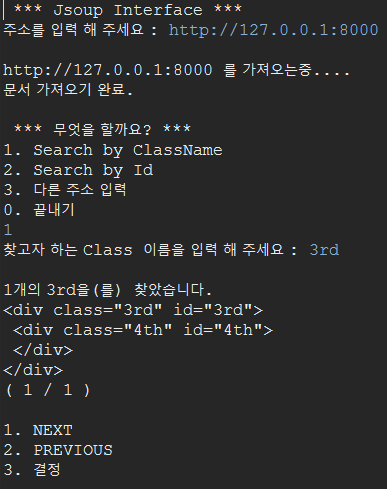 *** Jsoup Interface ***
주소를 입력 해 주세요 : http://127.0.0.1:8000
http://127.0.0.1:8000 를 가져오는중....
문서 가져오기 완료.
*** 무엇을 할까요? ***
1. Search by ClassName
2. Search by Id
3. 다른 주소 입력
0. 끝내기
1
찾고자 하는 Class 이름을 입력 해 주세요 : 3rd
1개의 3rd을(를) 찾았습니다.
<div class="3rd" id="3rd">
<div class="4th" id="4th">
</div>
</div>
( 1 / 1 )
1. NEXT
2. PREVIOUS
3. 결정